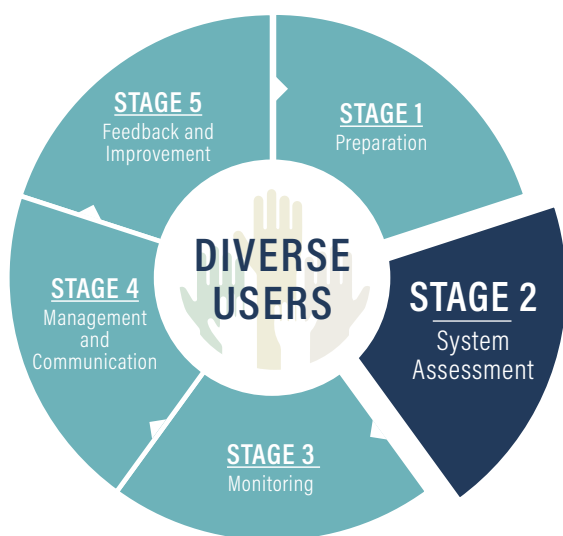 STAGE 1
Preparation
STAGE 2
System
Assessment
STAGE 3
Monitoring
STAGE 4
Management
and
Communication
STAGE 5
Feedback and
Improvement
DIVERSE
USERS